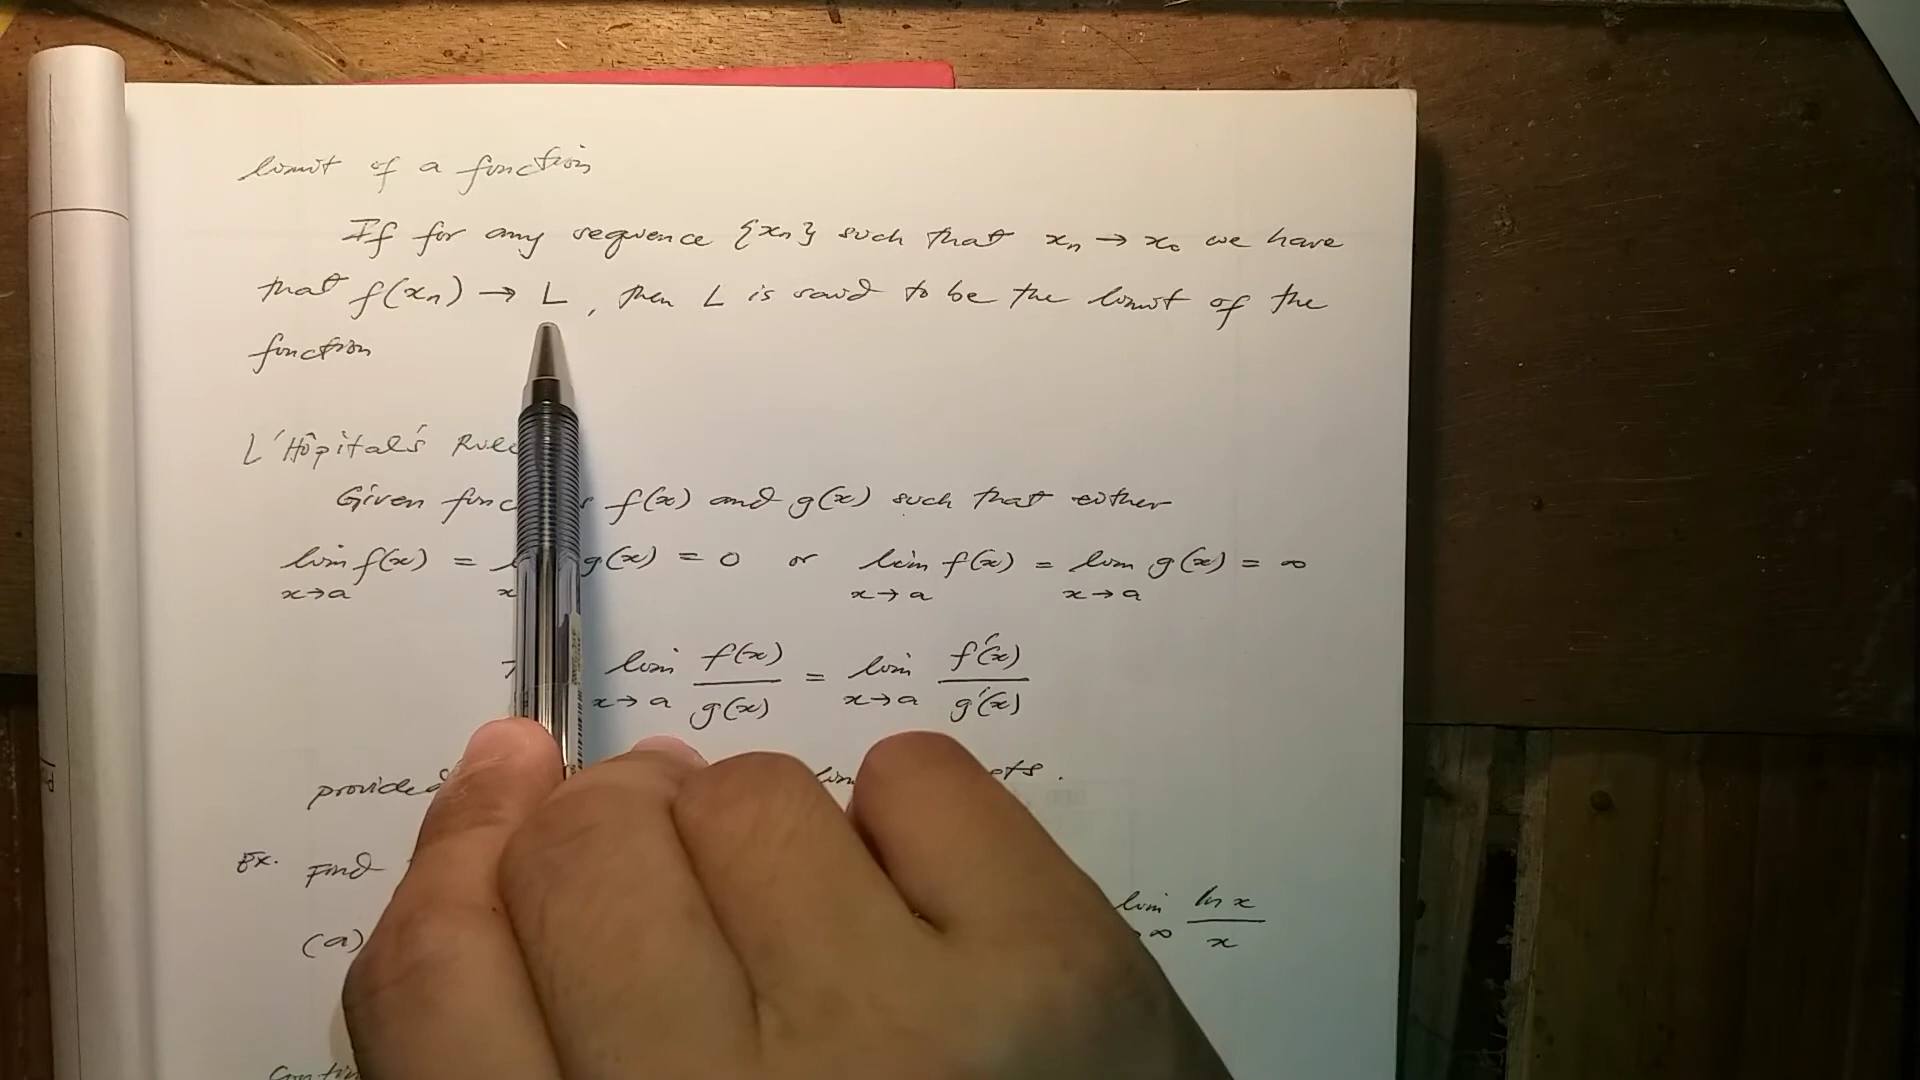 limit of a function
If for any sequence {xₙ} such that xₙ → x₀ we have
that f(xₙ) → L, then L is said to be the limit of the
function
L'Hôpital's Rule
Given f(x) and g(x) such that either
lim f(x) = g(x) = 0 or lim f(x) = lim g(x) = ∞
x→a x x→a x→a
lim f(x)/g(x) = lim f'(x)/g'(x)
x→a x→a
provided
Ex. Find
(a) lim ln x / x
∞